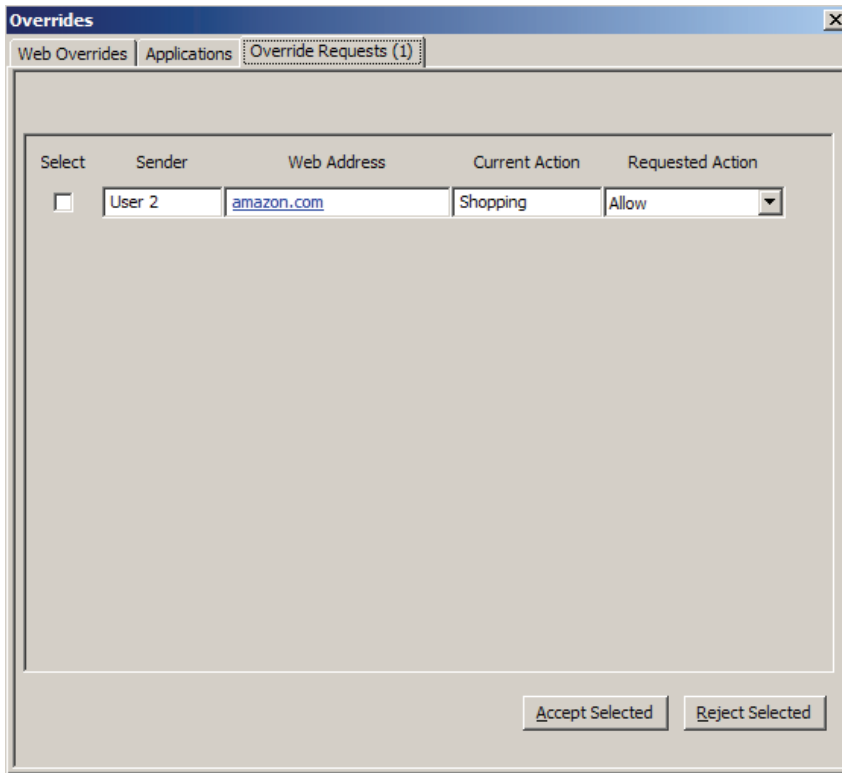 Overrides
Web Overrides Applications Override Requests (1)
Select Sender Web Address Current Action Requested Action
User 2 amazon.com Shopping Allow
Accept Selected Reject Selected